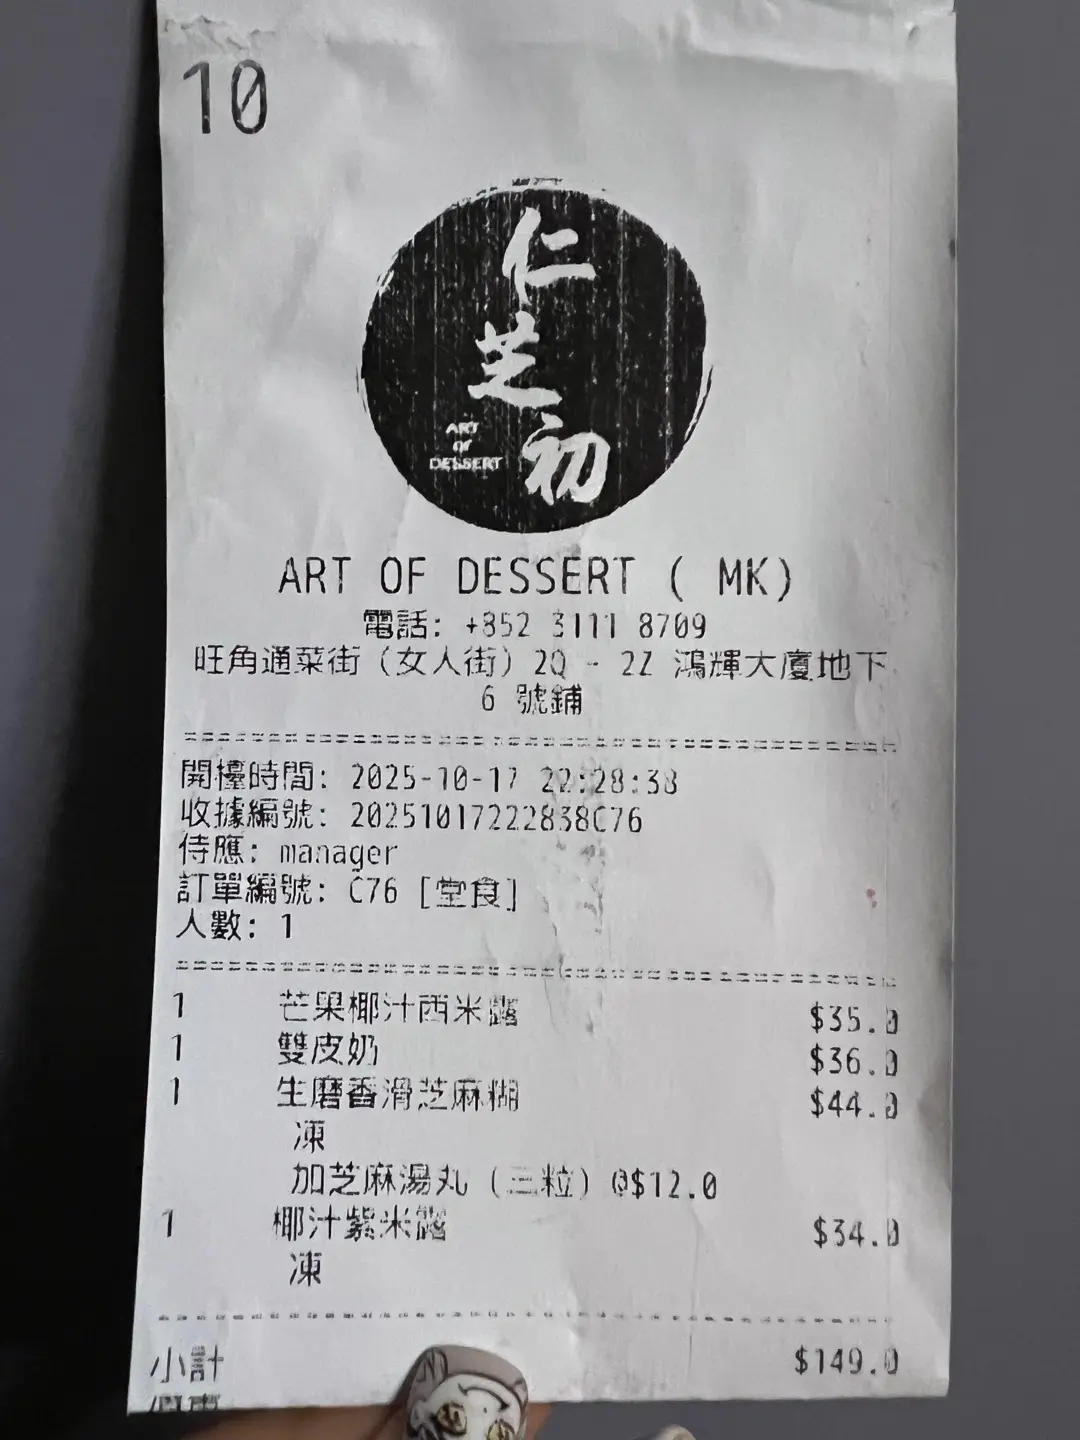 10
仁
芝
初
ART
OF
DESSERT
ART OF DESSERT ( MK)
電話: +852 3111 8709
旺角通菜街 (女人街) 2Q - 2Z 鴻輝大廈地下
6 號鋪
開檯時間: 2025-10-17 22:28:38
收據編號: 20251017222838C76
侍應: manager
訂單編號: C76 [堂食]
人數: 1
1 芒果椰汁西米露 $35.0
1 雙皮奶 $36.0
1 生磨香滑芝麻糊 $44.0
凍
加芝麻湯丸 (三粒) @$12.0
1 椰汁紫米露 $34.0
凍
小計 $149.0